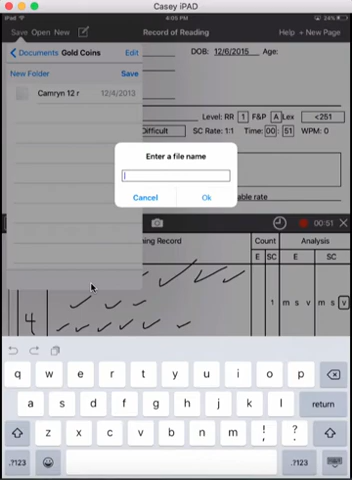 Casey iPAD
iPad
4:05 PM
24%
Save Open New
Record of Reading
Help + New Page
Documents Gold Coins Edit
DOB: 12/6/2015 Age:
New Folder Save
Camryn 12 r 12/4/2013
Level: RR 1 F&P A Lex <251
Difficult SC Rate: 1:1 Time: 00 : 51 WPM: 0
Enter a file name
Cancel Ok
able rate
00:51
ning Record Count Analysis
E SC E SC
1 m s v m s v
4
q w e r t y u i o p
a s d f g h j k l return
z x c v b n m ! , ? .
.?123 .?123